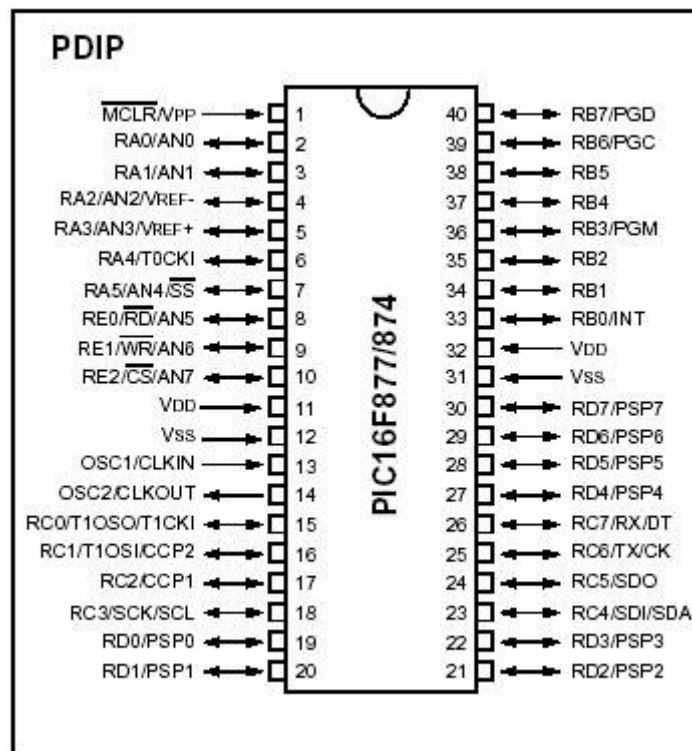 PDIP
MCLR/VPP 1 40 RB7/PGD
RA0/AN0 2 39 RB6/PGC
RA1/AN1 3 38 RB5
RA2/AN2/VREF- 4 37 RB4
RA3/AN3/VREF+ 5 36 RB3/PGM
RA4/T0CKI 6 35 RB2
RA5/AN4/SS 7 34 RB1
RE0/RD/AN5 8 33 RB0/INT
RE1/WR/AN6 9 32 VDD
RE2/CS/AN7 10 31 VSS
VDD 11 30 RD7/PSP7
VSS 12 29 RD6/PSP6
OSC1/CLKIN 13 28 RD5/PSP5
OSC2/CLKOUT 14 27 RD4/PSP4
RC0/T1OSO/T1CKI 15 26 RC7/RX/DT
RC1/T1OSI/CCP2 16 25 RC6/TX/CK
RC2/CCP1 17 24 RC5/SDO
RC3/SCK/SCL 18 23 RC4/SDI/SDA
RD0/PSP0 19 22 RD3/PSP3
RD1/PSP1 20 21 RD2/PSP2
PIC16F877/874